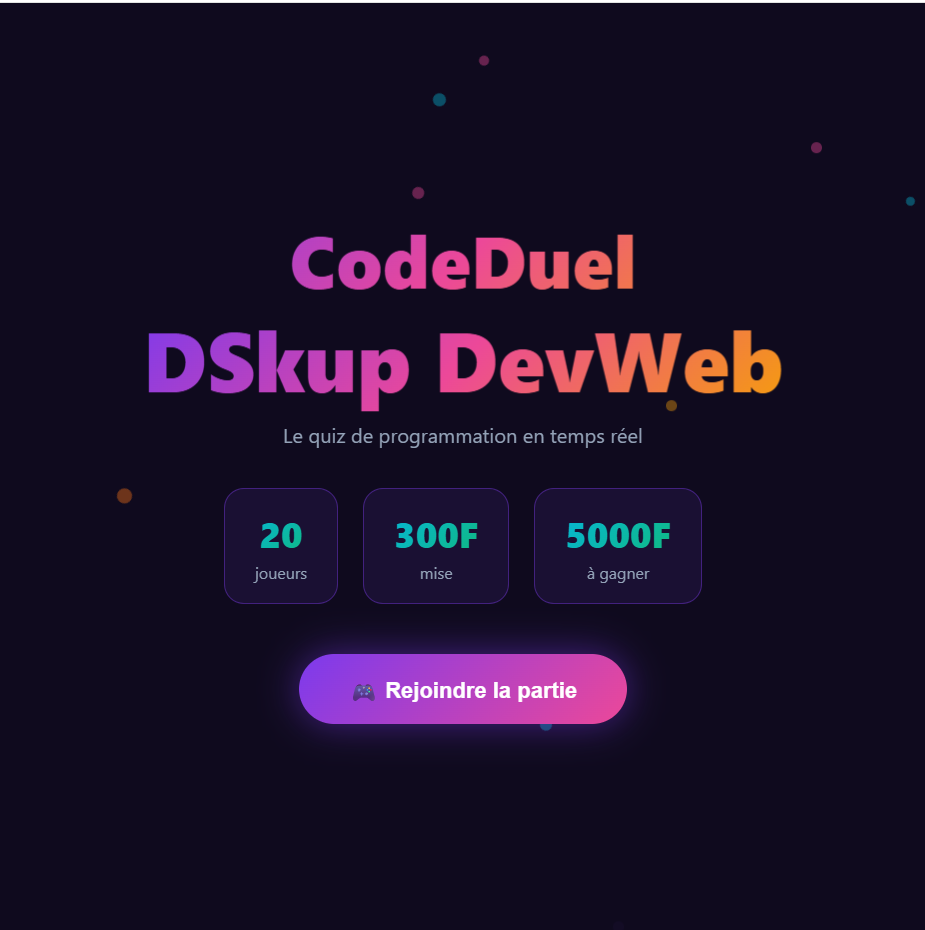 CodeDuel
DSkup DevWeb
Le quiz de programmation en temps réel
20
joueurs
300F
mise
5000F
à gagner
🎮 Rejoindre la partie